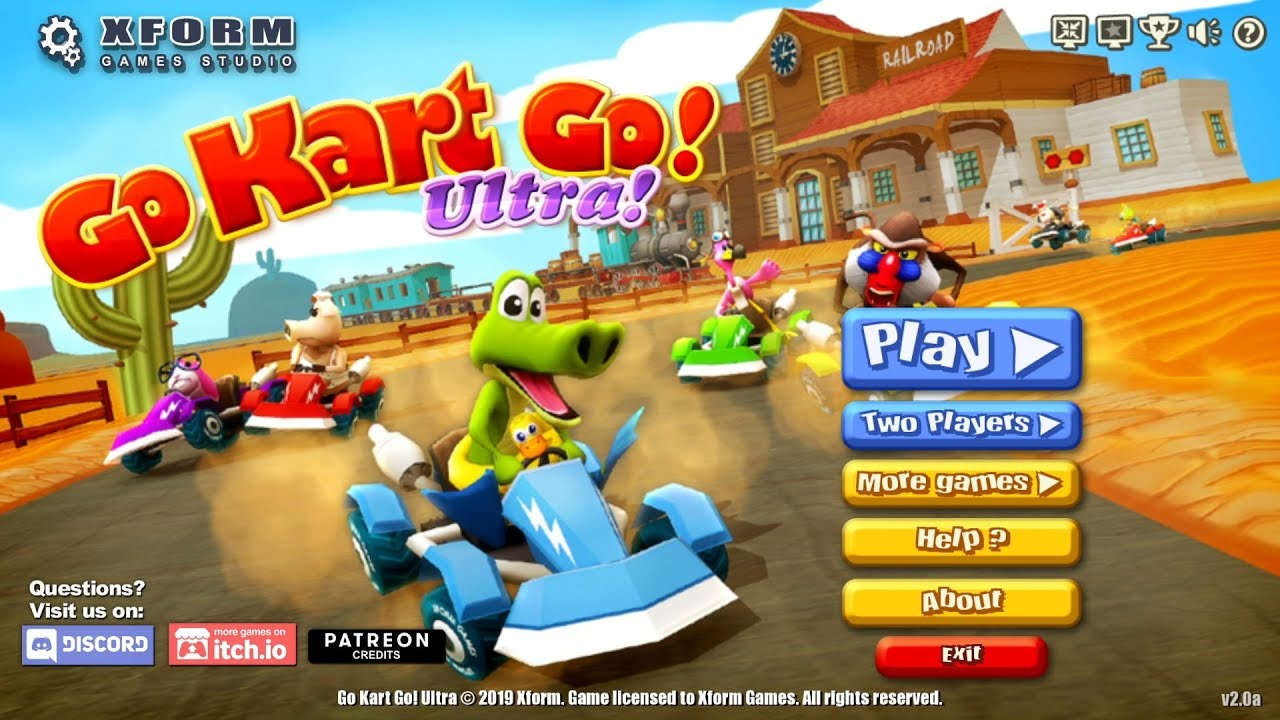 XFORM
GAMES STUDIO
Go Kart Go!
Ultra!
RAILROAD
Play
Two Players
More games
Help ?
About
Exit
Questions?
Visit us on:
DISCORD
more games on
itch.io
PATREON
CREDITS
Go Kart Go! Ultra © 2019 Xform. Game licensed to Xform Games. All rights reserved.
v2.0a